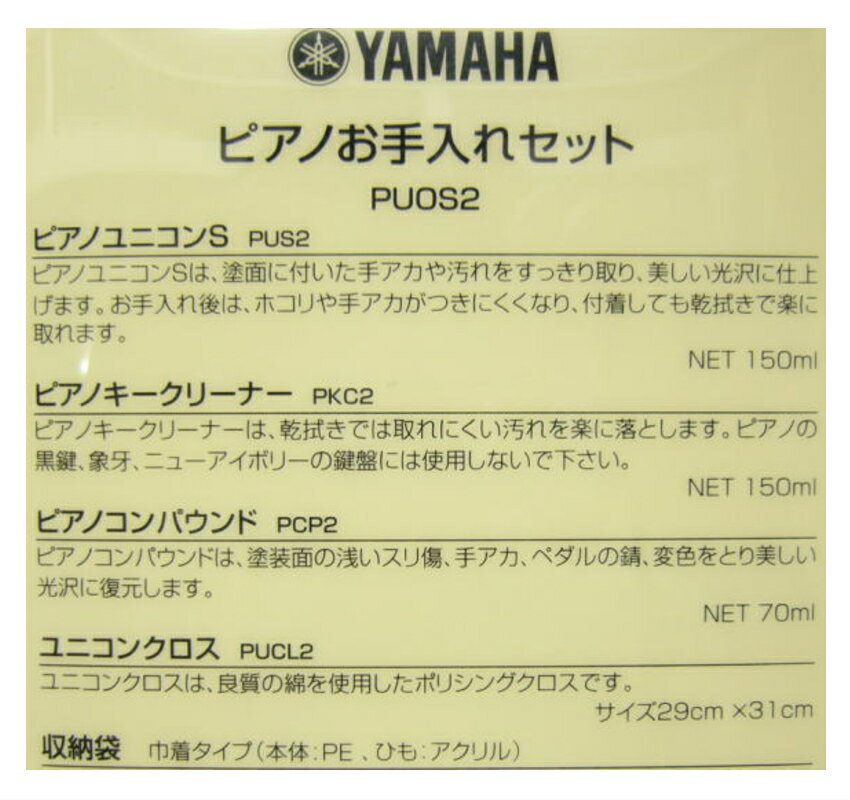 YAMAHA
ピアノお手入れセット
PUOS2
ピアノユニコンS PUS2
ピアノユニコンSは、塗面に付いた手アカや汚れをすっきり取り、美しい光沢に仕上
げます。お手入れ後は、ホコリや手アカがつきにくくなり、付着しても乾拭きで楽に
取れます。
NET 150ml
ピアノキークリーナー PKC2
ピアノキークリーナーは、乾拭きでは取れにくい汚れを楽に落とします。ピアノの
黒鍵、象牙、ニューアイボリーの鍵盤には使用しないで下さい。
NET 150ml
ピアノコンパウンド PCP2
ピアノコンパウンドは、塗装面の浅いスリ傷、手アカ、ペダルの錆、変色をとり美しい
光沢に復元します。
NET 70ml
ユニコンクロス PUCL2
ユニコンクロスは、良質の綿を使用したポリシングクロスです。
サイズ29cm×31cm
収納袋 巾着タイプ(本体:PE、ひも:アクリル)